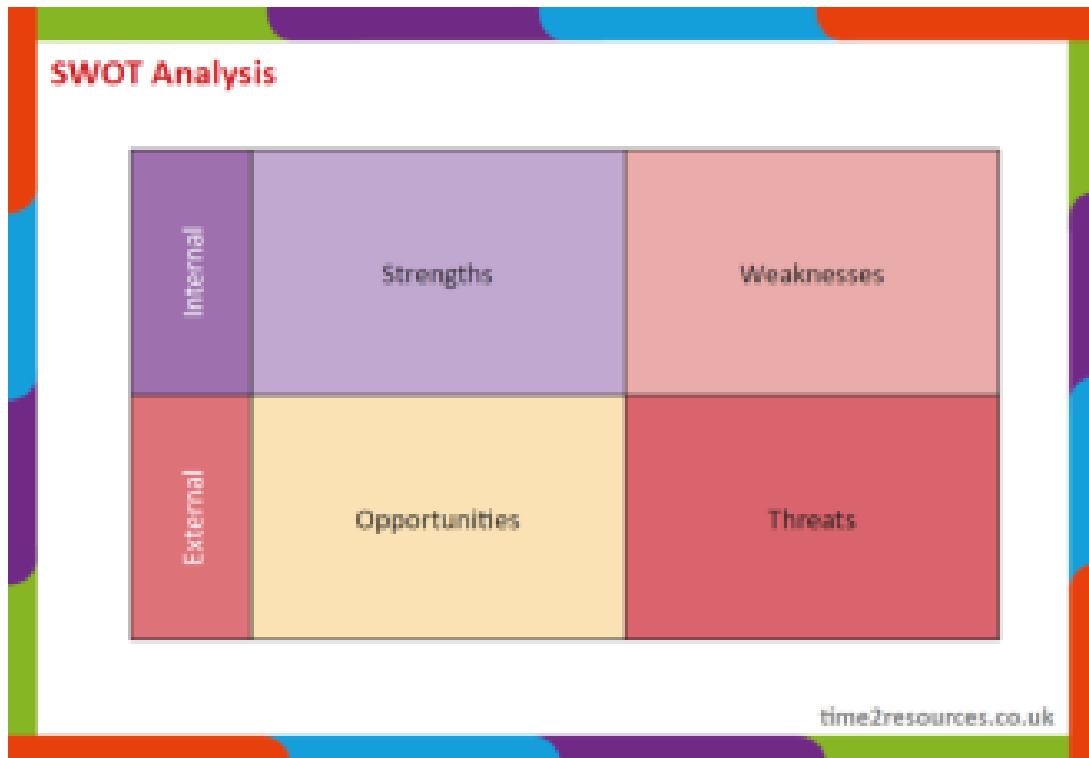 SWOT Analysis
Internal
Strengths
Weaknesses
External
Opportunities
Threats
time2resources.co.uk